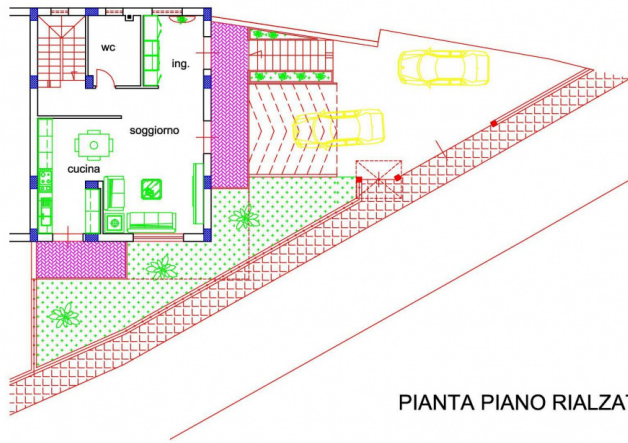 wc
ing.
soggiorno
cucina
PIANTA PIANO RIALZAT